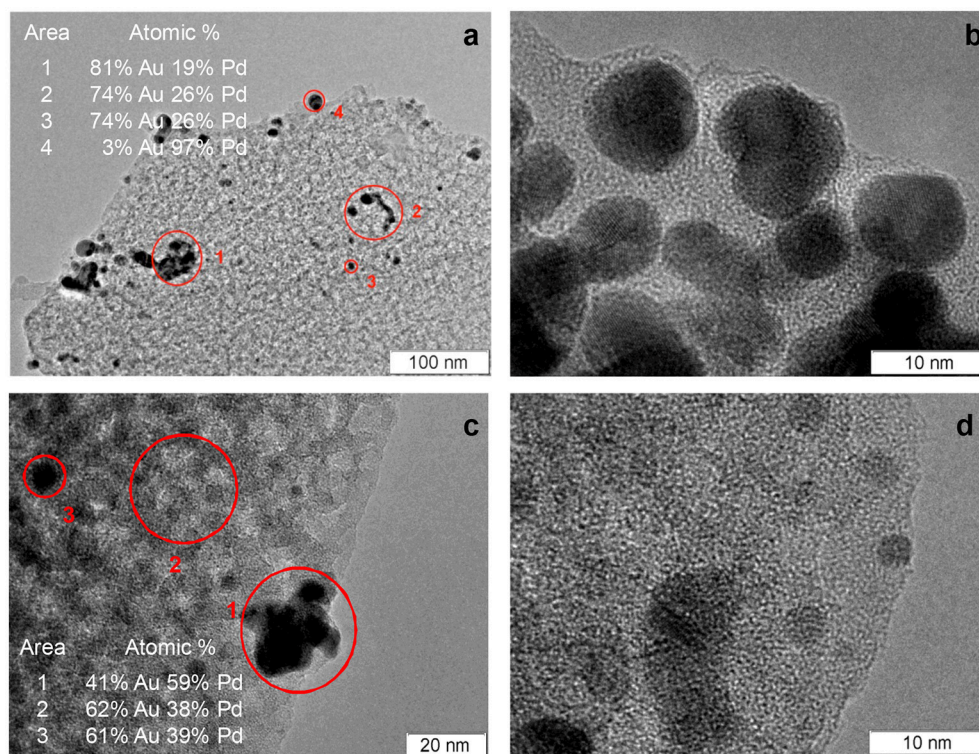 a
Area Atomic %
1 81% Au 19% Pd
2 74% Au 26% Pd
3 74% Au 26% Pd
4 3% Au 97% Pd
4
2
1
3
100 nm
b
10 nm
c
3
2
1
Area Atomic %
1 41% Au 59% Pd
2 62% Au 38% Pd
3 61% Au 39% Pd
20 nm
d
10 nm